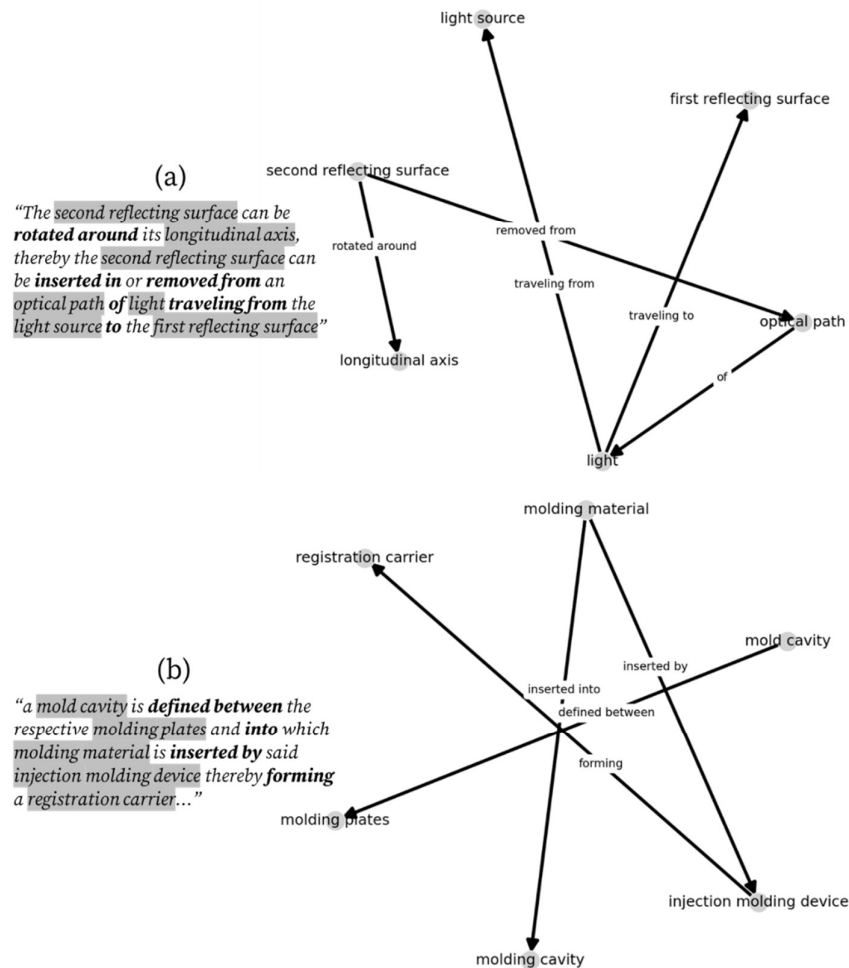 light source
first reflecting surface
second reflecting surface
(a)
“The second reflecting surface can be
rotated around its longitudinal axis,
thereby the second reflecting surface can
be inserted in or removed from an
optical path of light traveling from the
light source to the first reflecting surface”
removed from
rotated around
traveling from
traveling to
optical path
longitudinal axis
of
light
molding material
registration carrier
mold cavity
(b)
inserted by
inserted into
defined between
“a mold cavity is defined between the
respective molding plates and into which
molding material is inserted by said
injection molding device thereby forming
a registration carrier...”
forming
molding plates
injection molding device
molding cavity